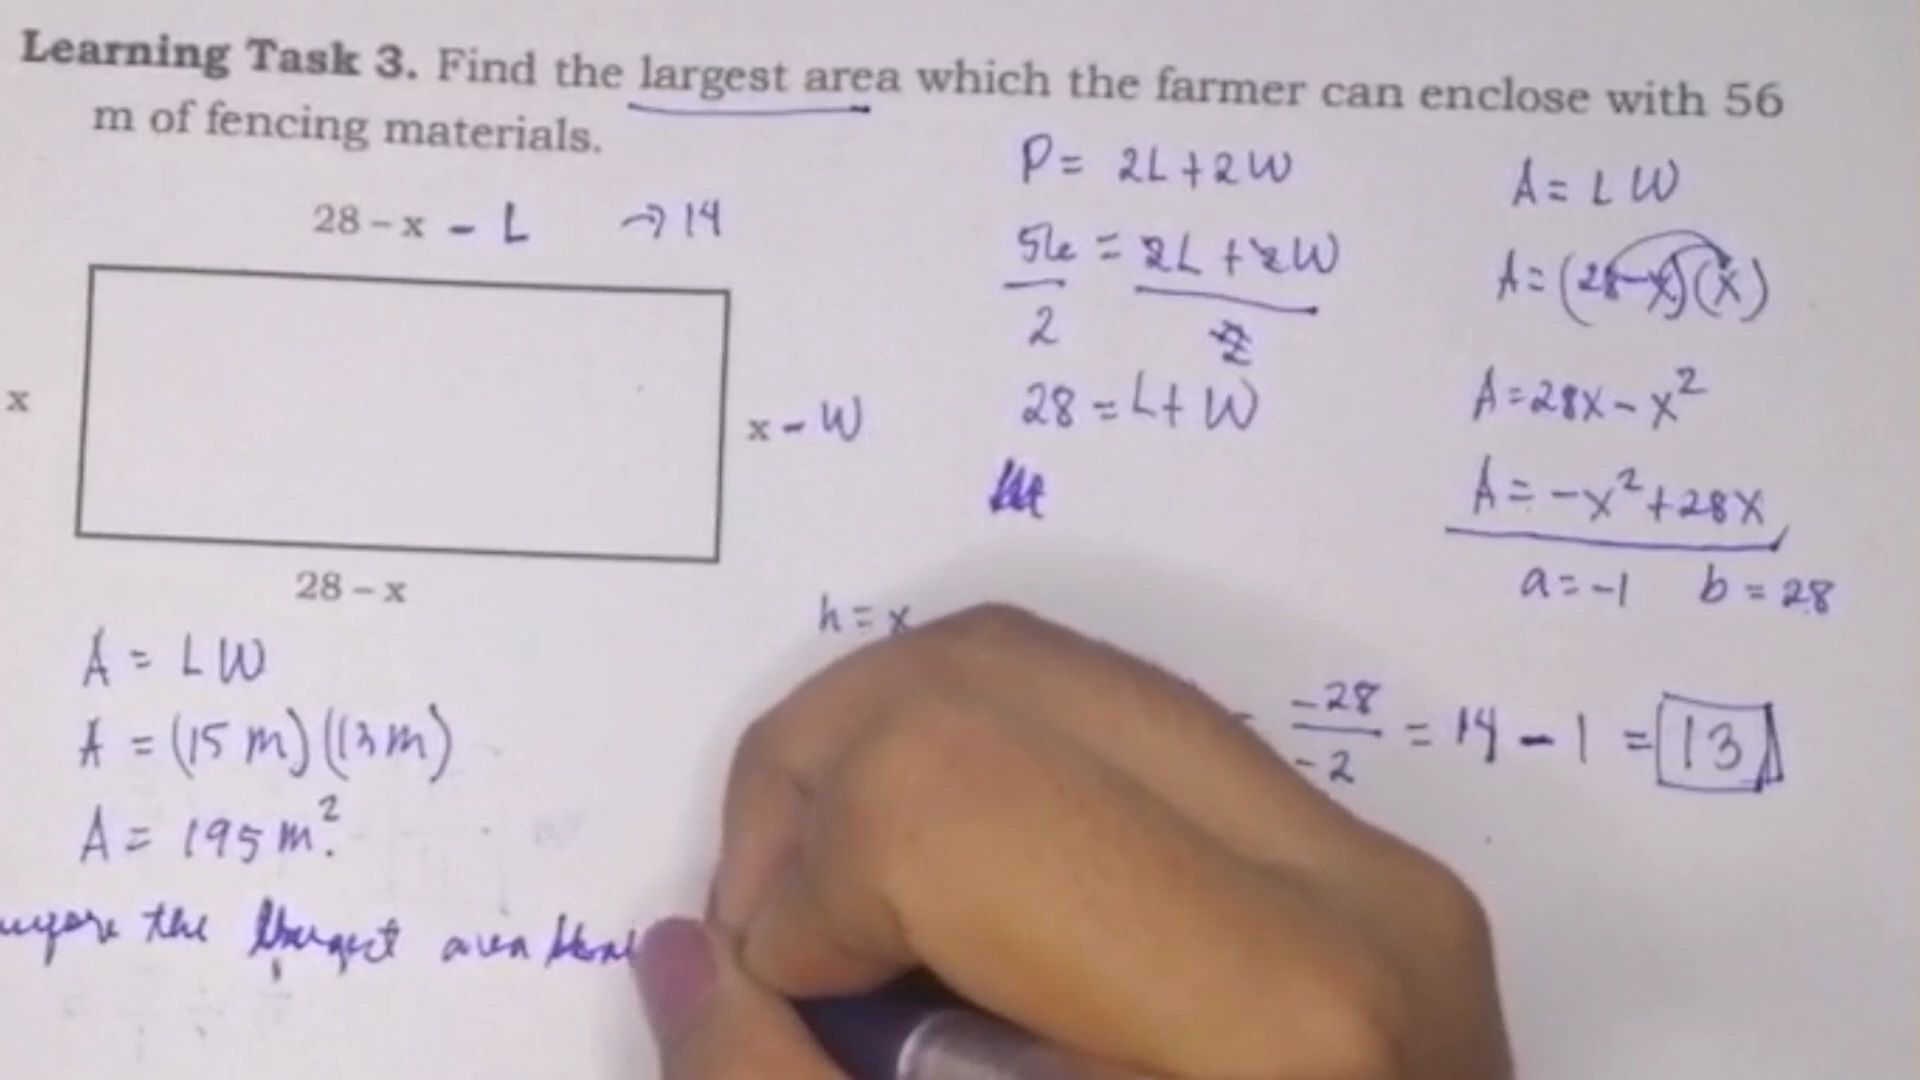 Learning Task 3. Find the largest area which the farmer can enclose with 56
m of fencing materials.
28 – x – L → 14
x
x – W
28 – x
P = 2L + 2W
56 = 2L + 2W
2 2
28 = L + W
A = L W
A = (28 – x)(x)
A = 28x – x²
A = -x² + 28x
a = -1 b = 28
h = x
= -28 = 14 – 1 = 13
-2
A = L W
A = (15 m)(13 m)
A = 195 m².
the largest area